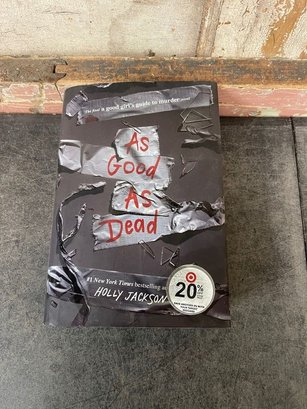 The final a good girl's guide to murder novel
As
Good
As
Dead
#1 New York Times bestselling
HOLLY JACKSON
20%